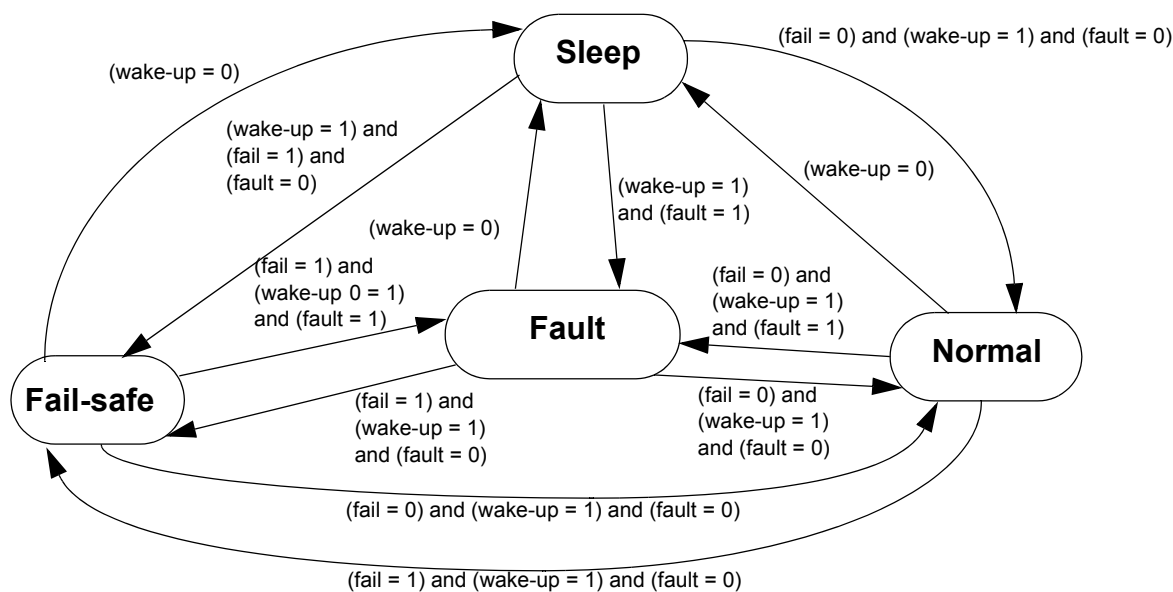 Sleep
(fail = 0) and (wake-up = 1) and (fault = 0)
(wake-up = 0)
(wake-up = 1) and
(fail = 1) and
(fault = 0)
(wake-up = 0)
(wake-up = 1)
and (fault = 1)
(wake-up = 0)
(fail = 1) and
(wake-up 0 = 1)
and (fault = 1)
(fail = 0) and
(wake-up = 1)
and (fault = 1)
Fault
Normal
Fail-safe
(fail = 1) and
(wake-up = 1)
and (fault = 0)
(fail = 0) and
(wake-up = 1)
and (fault = 0)
(fail = 0) and (wake-up = 1) and (fault = 0)
(fail = 1) and (wake-up = 1) and (fault = 0)